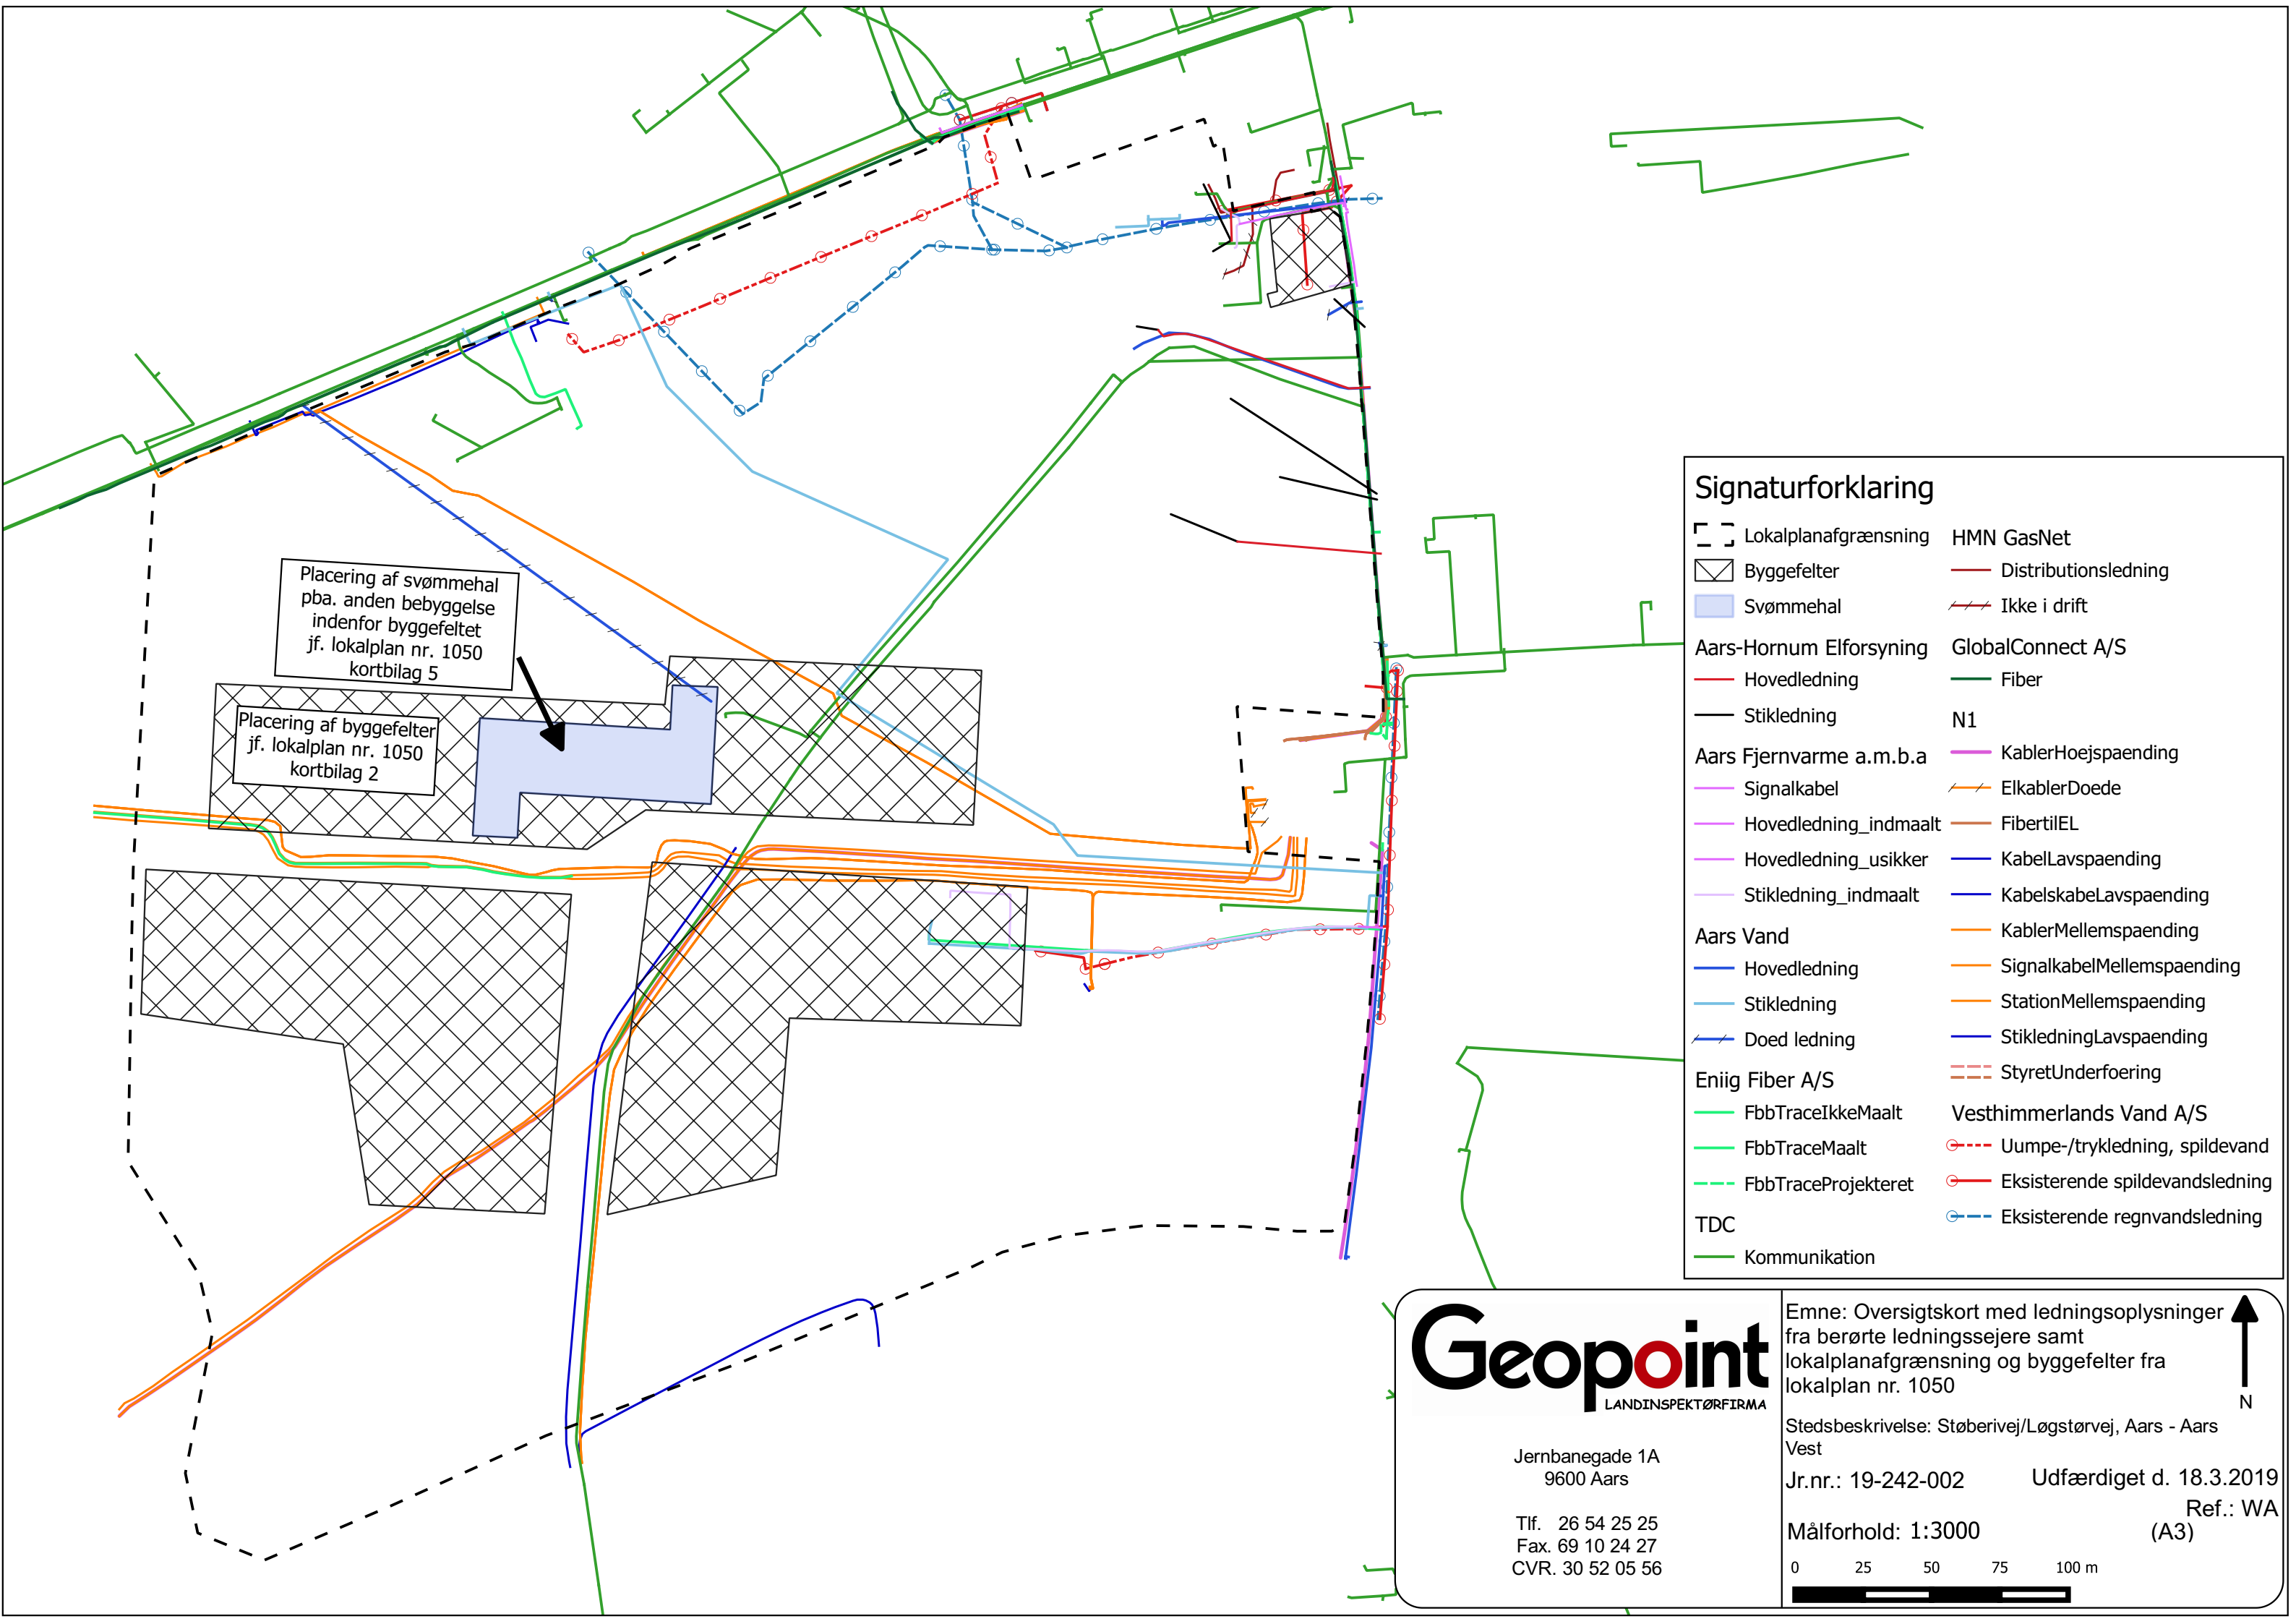 Placering af svømmehal
pba. anden bebyggelse
indenfor byggefeltet
jf. lokalplan nr. 1050
kortbilag 5
Placering af byggefelter
jf. lokalplan nr. 1050
kortbilag 2
Signaturforklaring
Lokalplanafgrænsning
Byggefelter
Svømmehal
Aars-Hornum Elforsyning
Hovedledning
Stikledning
Aars Fjernvarme a.m.b.a
Signalkabel
Hovedledning_indmaalt
Hovedledning_usikker
Stikledning_indmaalt
Aars Vand
Hovedledning
Stikledning
Doed ledning
Eniig Fiber A/S
FbbTraceIkkeMaalt
FbbTraceMaalt
FbbTraceProjekteret
TDC
Kommunikation
HMN GasNet
Distributionsledning
Ikke i drift
GlobalConnect A/S
Fiber
N1
KablerHoejspaending
ElkablerDoede
FibertilEL
KabelLavspaending
KabelskabeLavspaending
KablerMellemspaending
SignalkabelMellemspaending
StationMellemspaending
StikledningLavspaending
StyretUnderfoering
Vesthimmerlands Vand A/S
Uumpe-/trykledning, spildevand
Eksisterende spildevandsledning
Eksisterende regnvandsledning
Geopoint
LANDINSPEKTØRFIRMA
Jernbanegade 1A
9600 Aars
Tlf. 26 54 25 25
Fax. 69 10 24 27
CVR. 30 52 05 56
Emne: Oversigtskort med ledningsoplysninger
fra berørte ledningssejere samt
lokalplanafgrænsning og byggefelter fra
lokalplan nr. 1050
N
Stedsbeskrivelse: Støberivej/Løgstørvej, Aars - Aars
Vest
Jr.nr.: 19-242-002 Udfærdiget d. 18.3.2019
Ref.: WA
Målforhold: 1:3000 (A3)
0 25 50 75 100 m